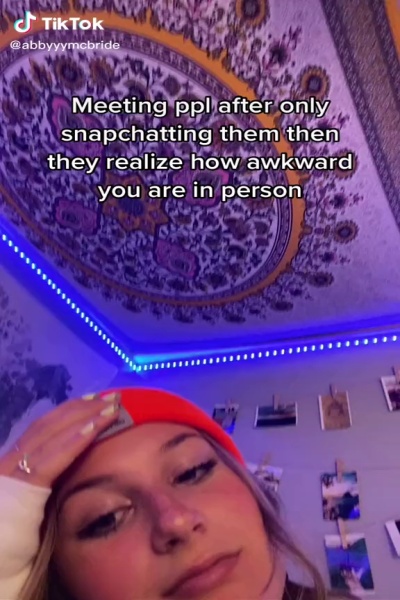 TikTok
@abbyyymcbride
Meeting ppl after only
snapchatting them then
they realize how awkward
you are in person